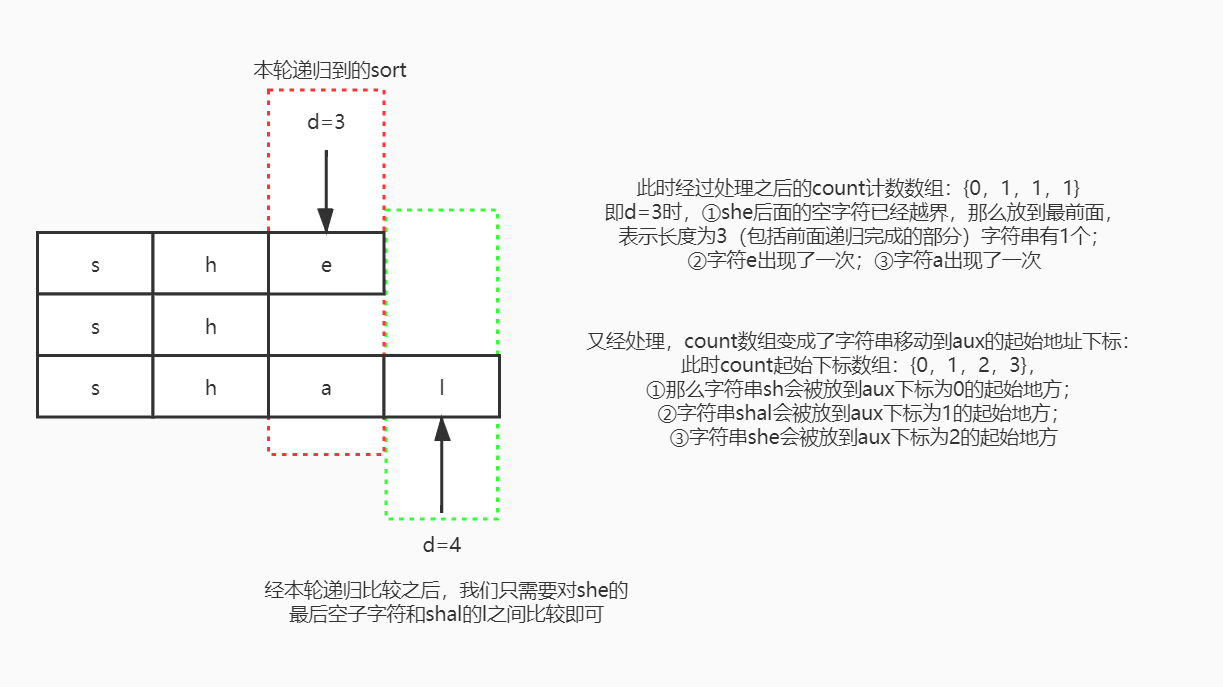 本轮递归到的sort
d=3
s h e
s h
s h a l
d=4
经本轮递归比较之后，我们只需要对she的
最后空子字符和shal的l之间比较即可
此时经过处理之后的count计数数组：{0，1，1，1}
即d=3时，①she后面的空字符已经越界，那么放到最前面，
表示长度为3（包括前面递归完成的部分）字符串有1个；
②字符e出现了一次；③字符a出现了一次
又经处理，count数组变成了字符串移动到aux的起始地址下标：
此时count起始下标数组：{0，1，2，3}，
①那么字符串sh会被放到aux下标为0的起始地方；
②字符串shal会被放到aux下标为1的起始地方；
③字符串she会被放到aux下标为2的起始地方